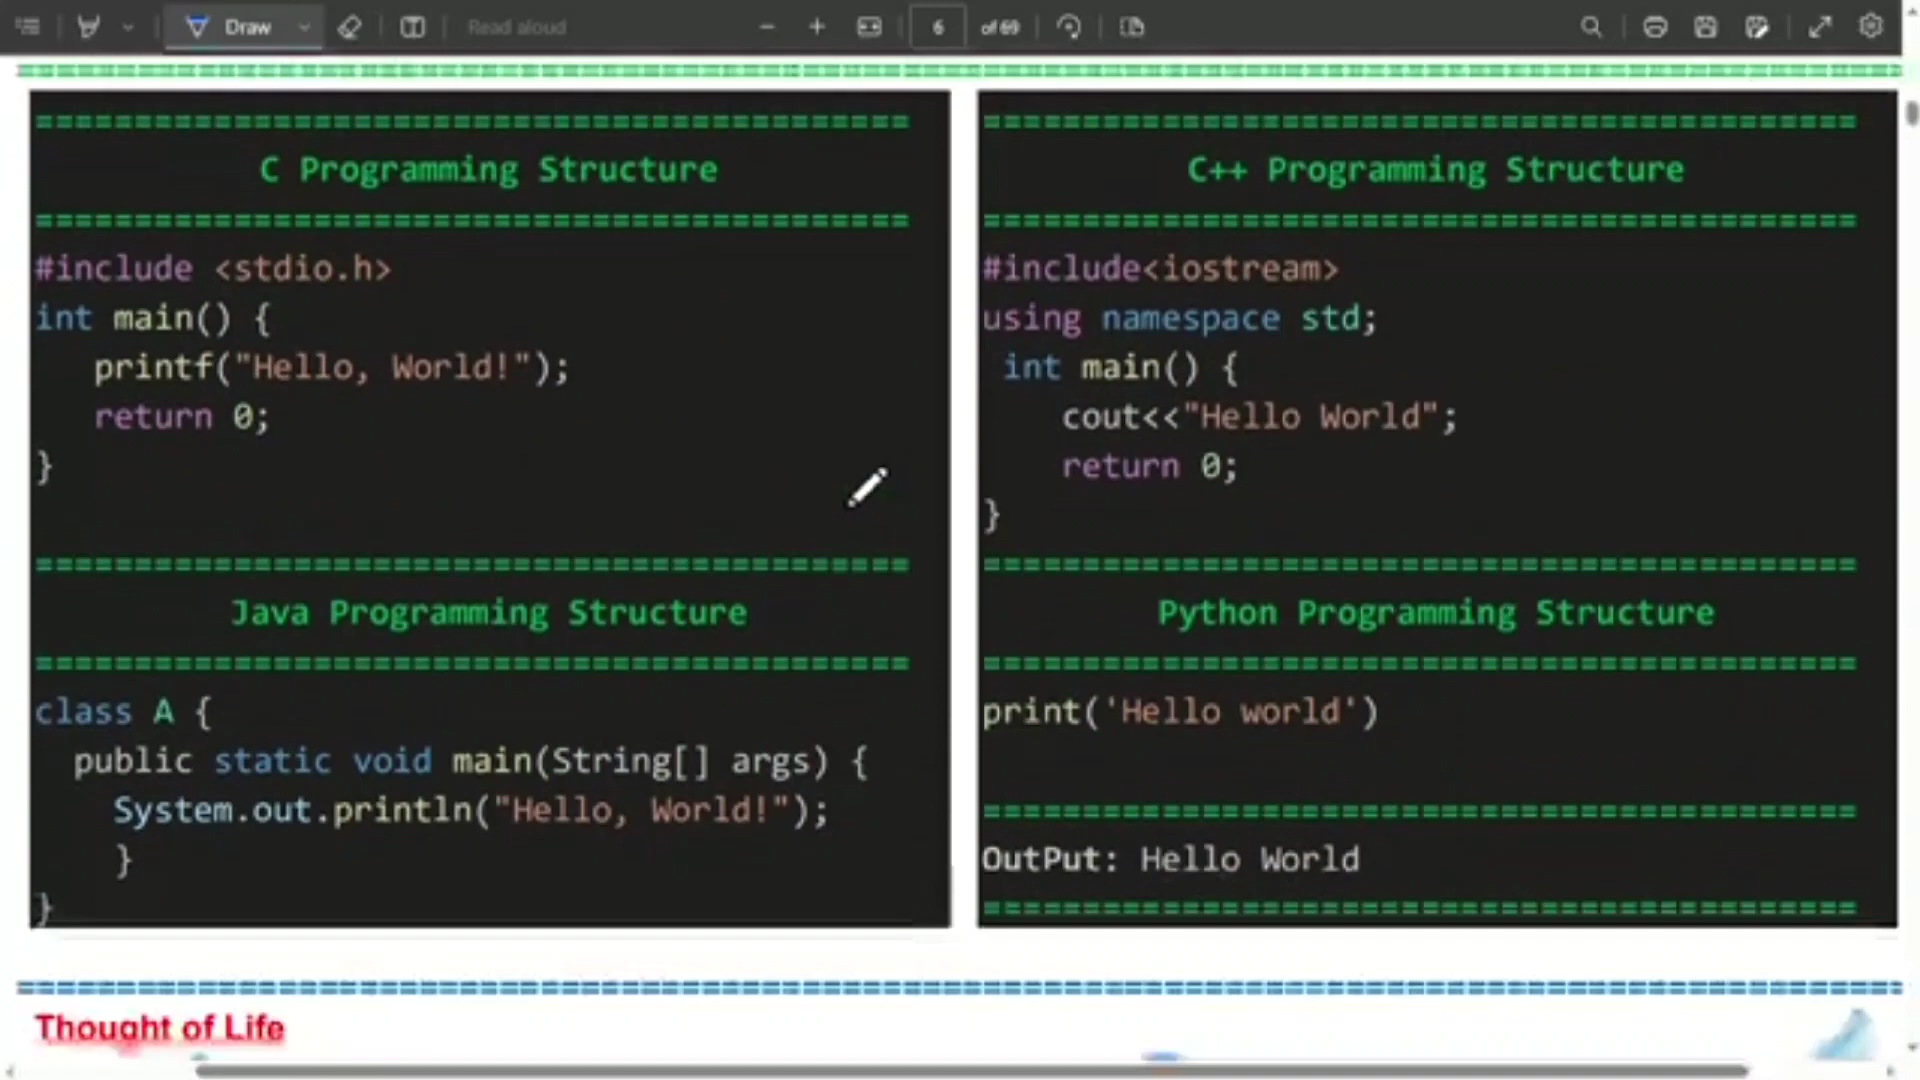 Draw
Read aloud
6
of 69
=============================================
C Programming Structure
=============================================
#include <stdio.h>
int main() {
printf("Hello, World!");
return 0;
}
=============================================
Java Programming Structure
=============================================
class A {
public static void main(String[] args) {
System.out.println("Hello, World!");
}
}
=============================================
C++ Programming Structure
=============================================
#include<iostream>
using namespace std;
int main() {
cout<<"Hello World";
return 0;
}
=============================================
Python Programming Structure
=============================================
print('Hello world')
=============================================
OutPut: Hello World
=============================================
Thought of Life